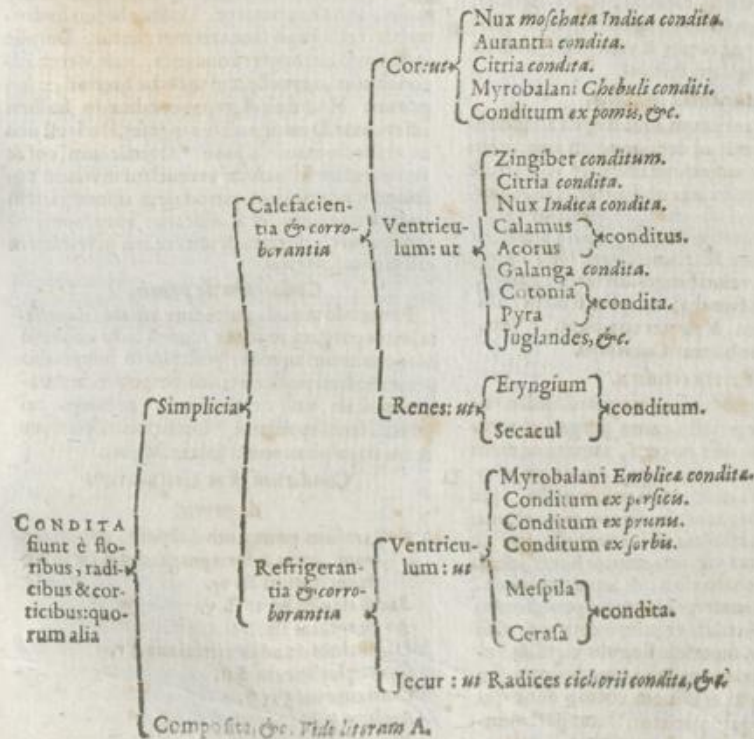 CONDITA
fiunt è flo-
ribus, radi-
cibus & cor-
ticibus: quo-
rum alia
Simplicia
Calefacien-
tia & corro-
borantia
Cor: ut
Nux moſchata Indica condita.
Aurantia condita.
Citria condita.
Myrobalani Chebuli conditi.
Conditum ex pomis, &c.
Ventricu-
lum: ut
Zingiber conditum.
Citria condita.
Nux Indica condita.
Calamus
Acorus
conditus.
Galanga condita.
Cotonia
Pyra
condita.
Juglandes, &c.
Renes: ut
Eryngium
Secacul
conditum.
Refrigeran-
tia & corro-
borantia
Ventricu-
lum: ut
Myrobalani Emblicæ conditæ.
Conditum ex perſicis.
Conditum ex prunis.
Conditum ex ſorbis.
Meſpila
Ceraſa
condita.
Jecur: ut Radices cichorii condita, &c
Compoſita, &c. Vide literam A.